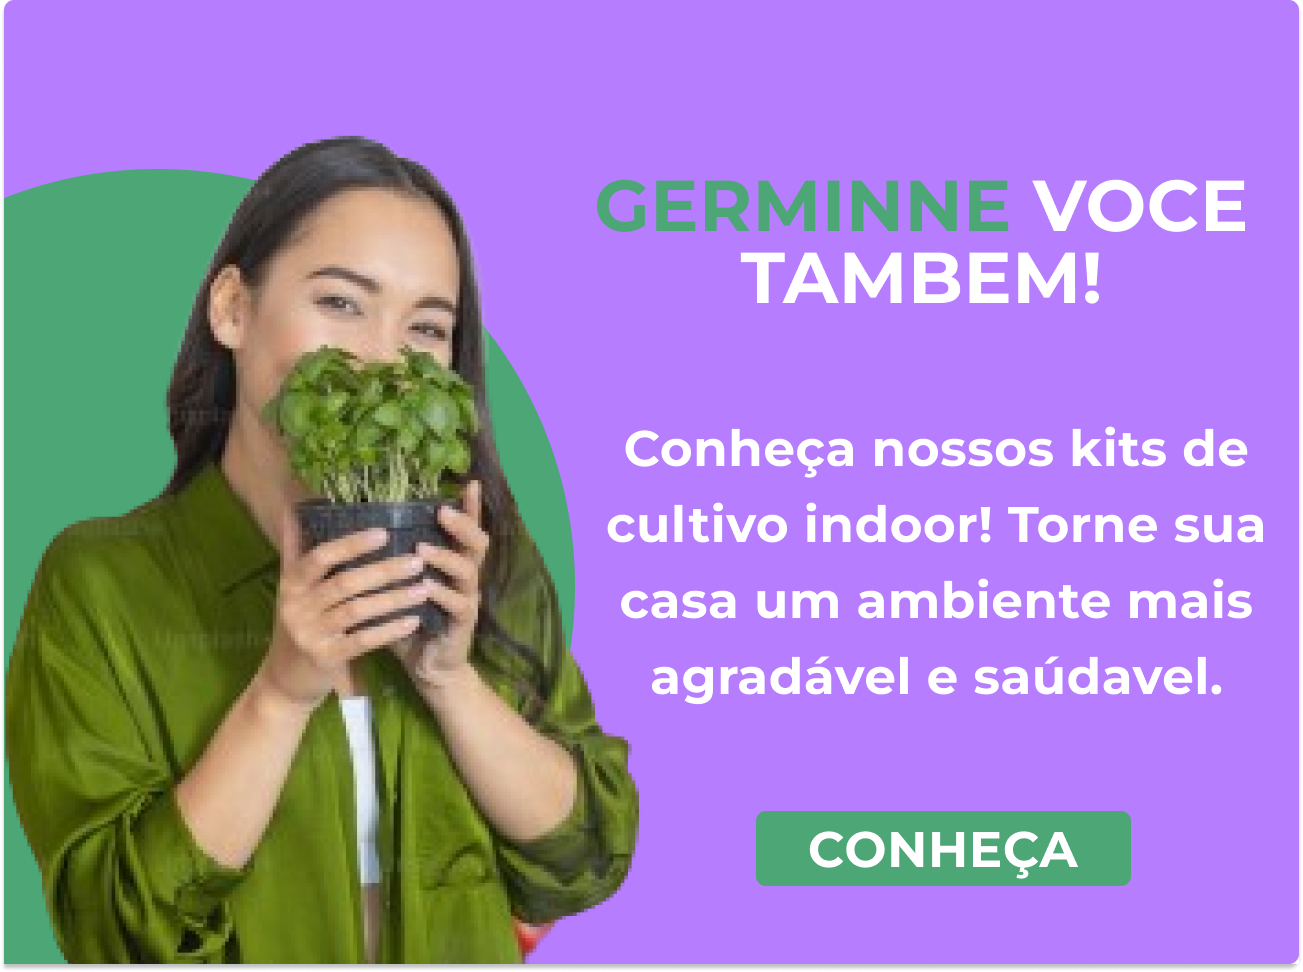 GERMINNE VOCE
TAMBEM!
Conheça nossos kits de
cultivo indoor! Torne sua
casa um ambiente mais
agradável e saúdavel.
CONHEÇA